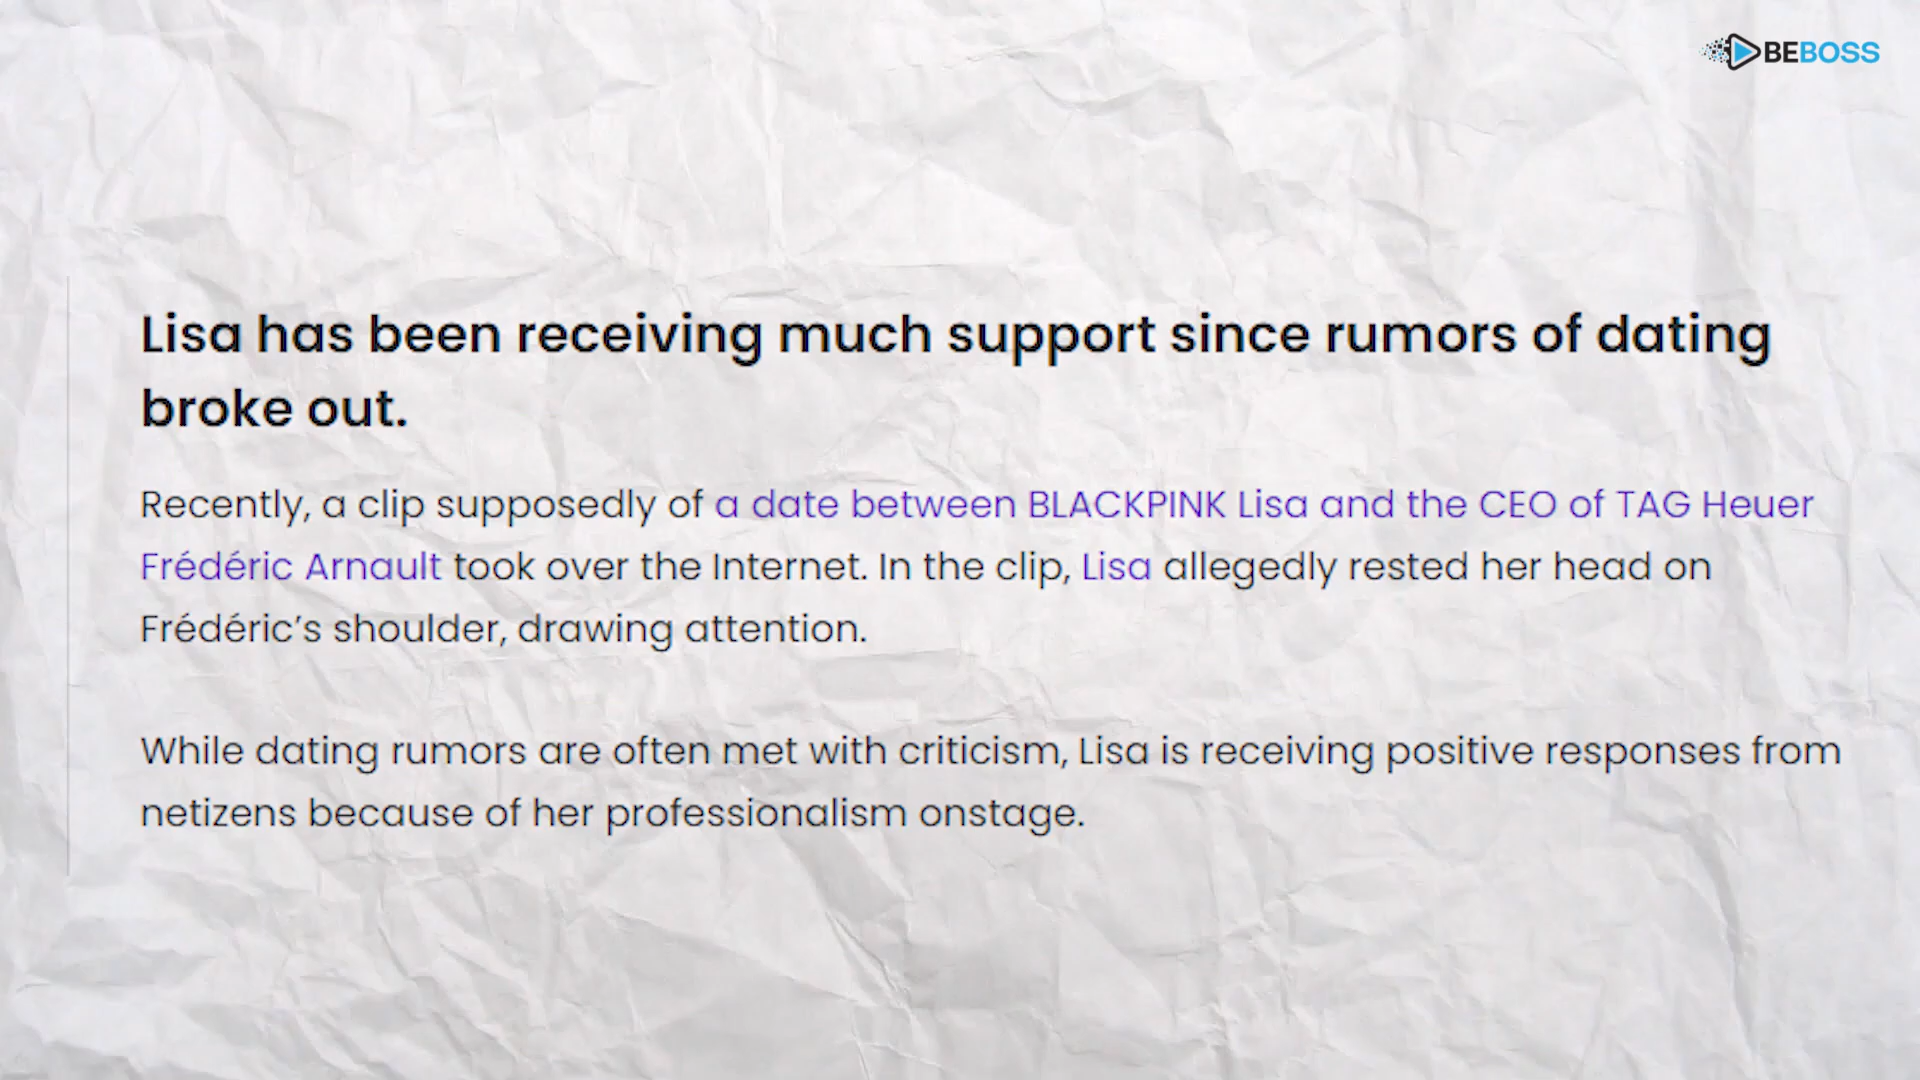 BEBOSS
Lisa has been receiving much support since rumors of dating
broke out.
Recently, a clip supposedly of a date between BLACKPINK Lisa and the CEO of TAG Heuer
Frédéric Arnault took over the Internet. In the clip, Lisa allegedly rested her head on
Frédéric’s shoulder, drawing attention.
While dating rumors are often met with criticism, Lisa is receiving positive responses from
netizens because of her professionalism onstage.